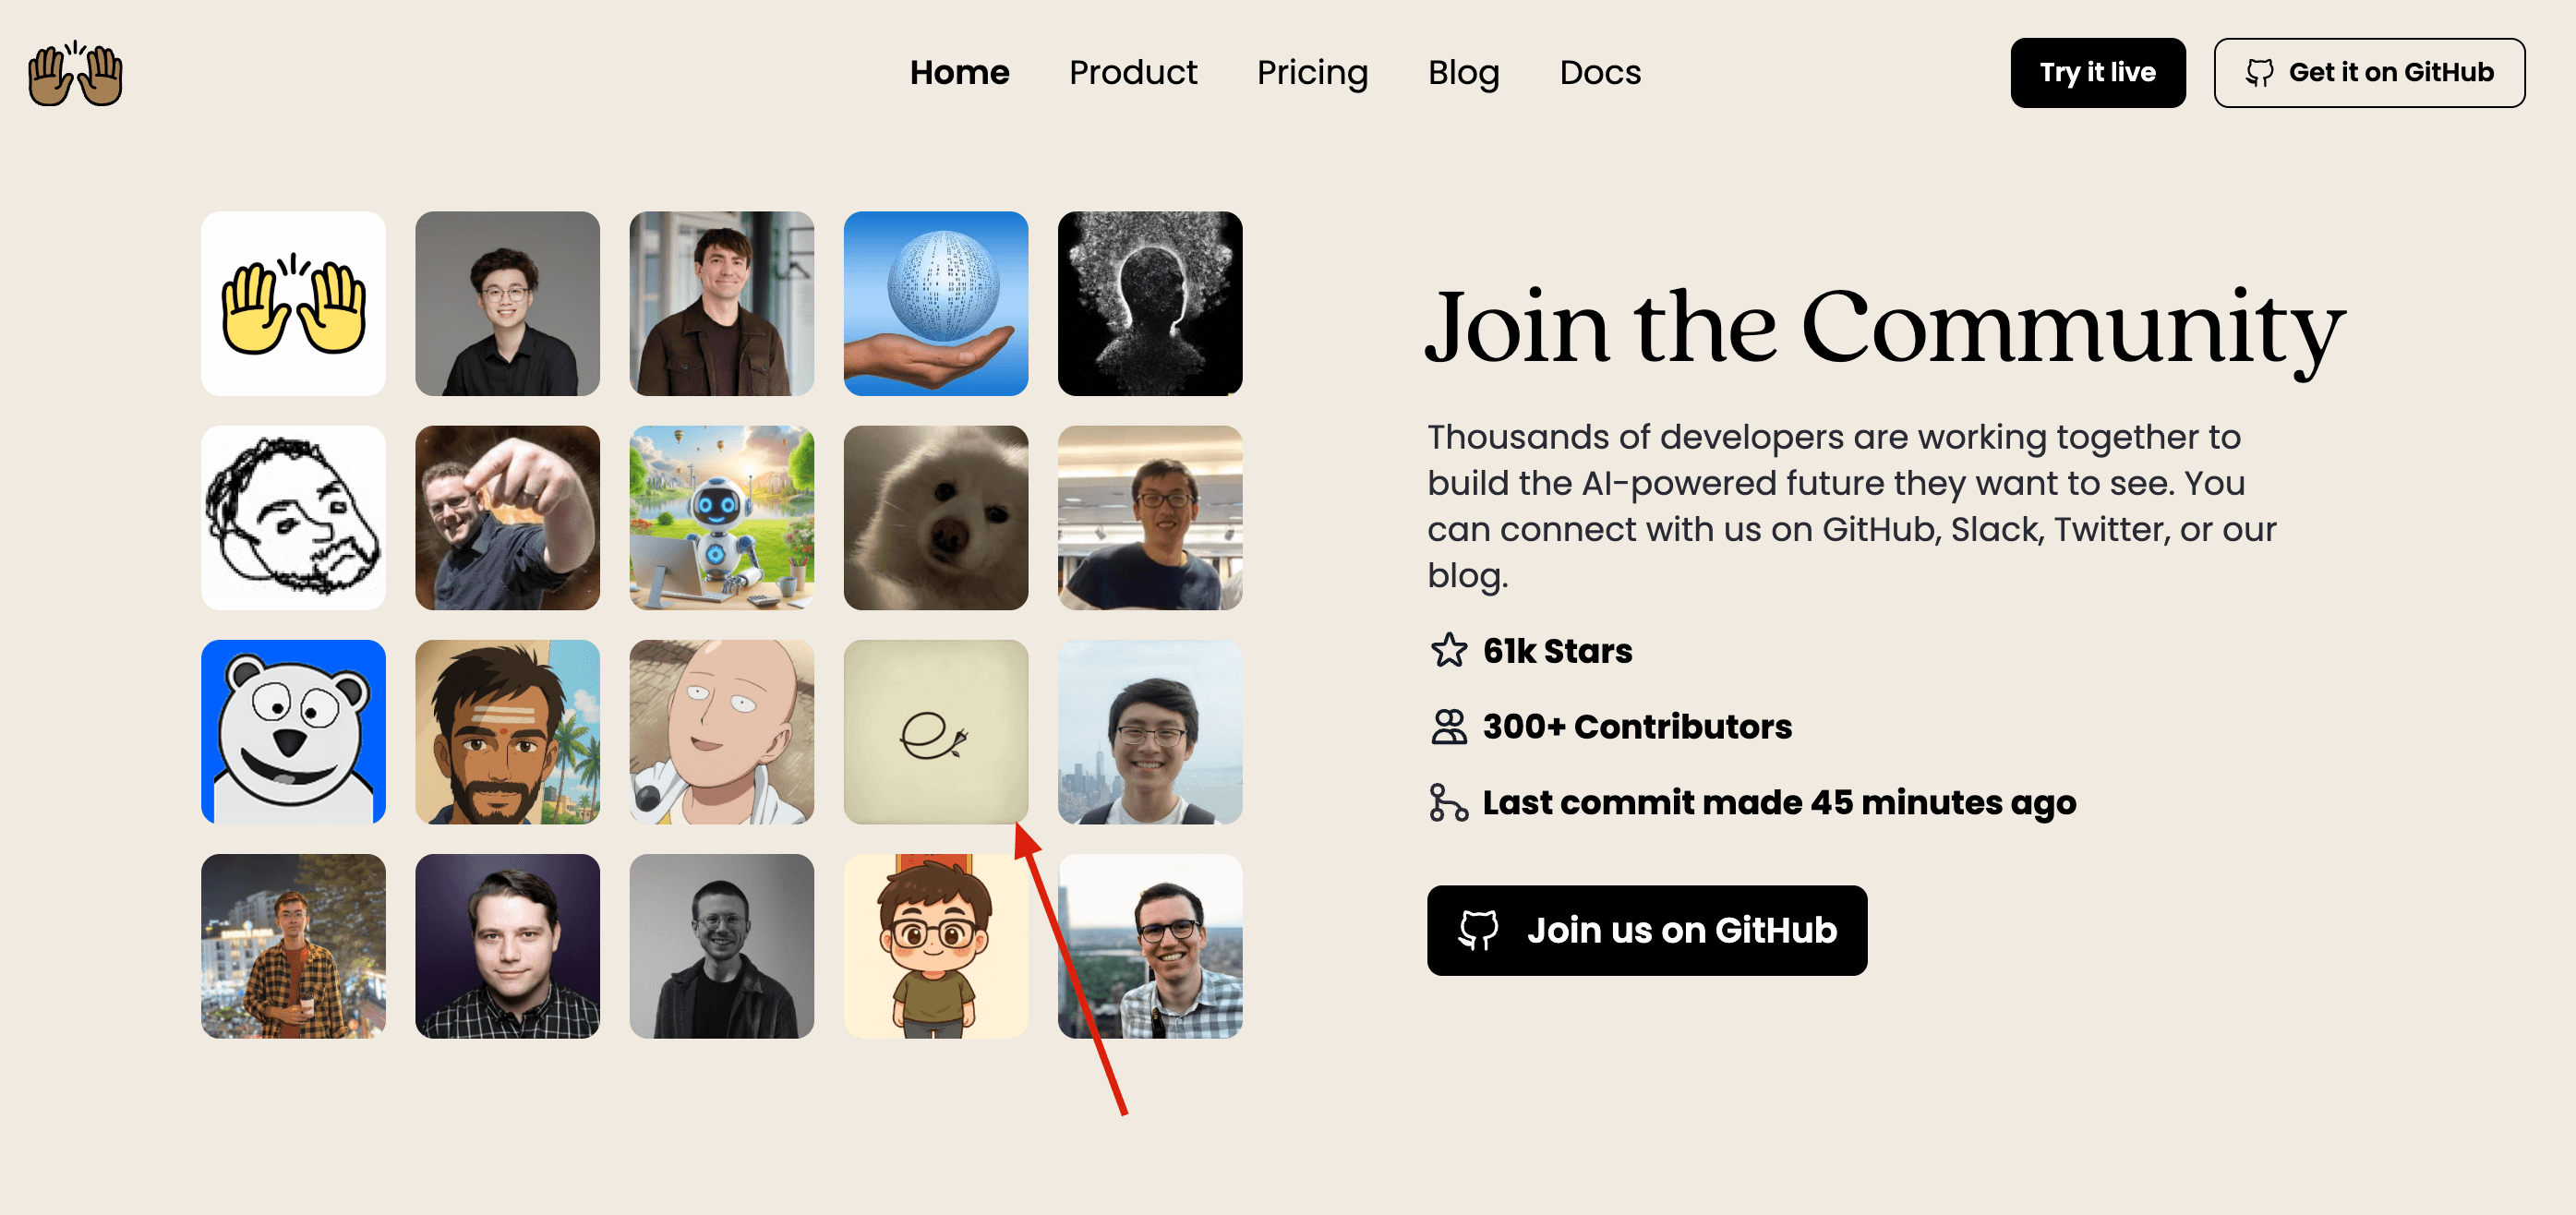 Home Product Pricing Blog Docs Try it live Get it on GitHub
Join the Community
Thousands of developers are working together to
build the AI-powered future they want to see. You
can connect with us on GitHub, Slack, Twitter, or our
blog.
61k Stars
300+ Contributors
Last commit made 45 minutes ago
Join us on GitHub